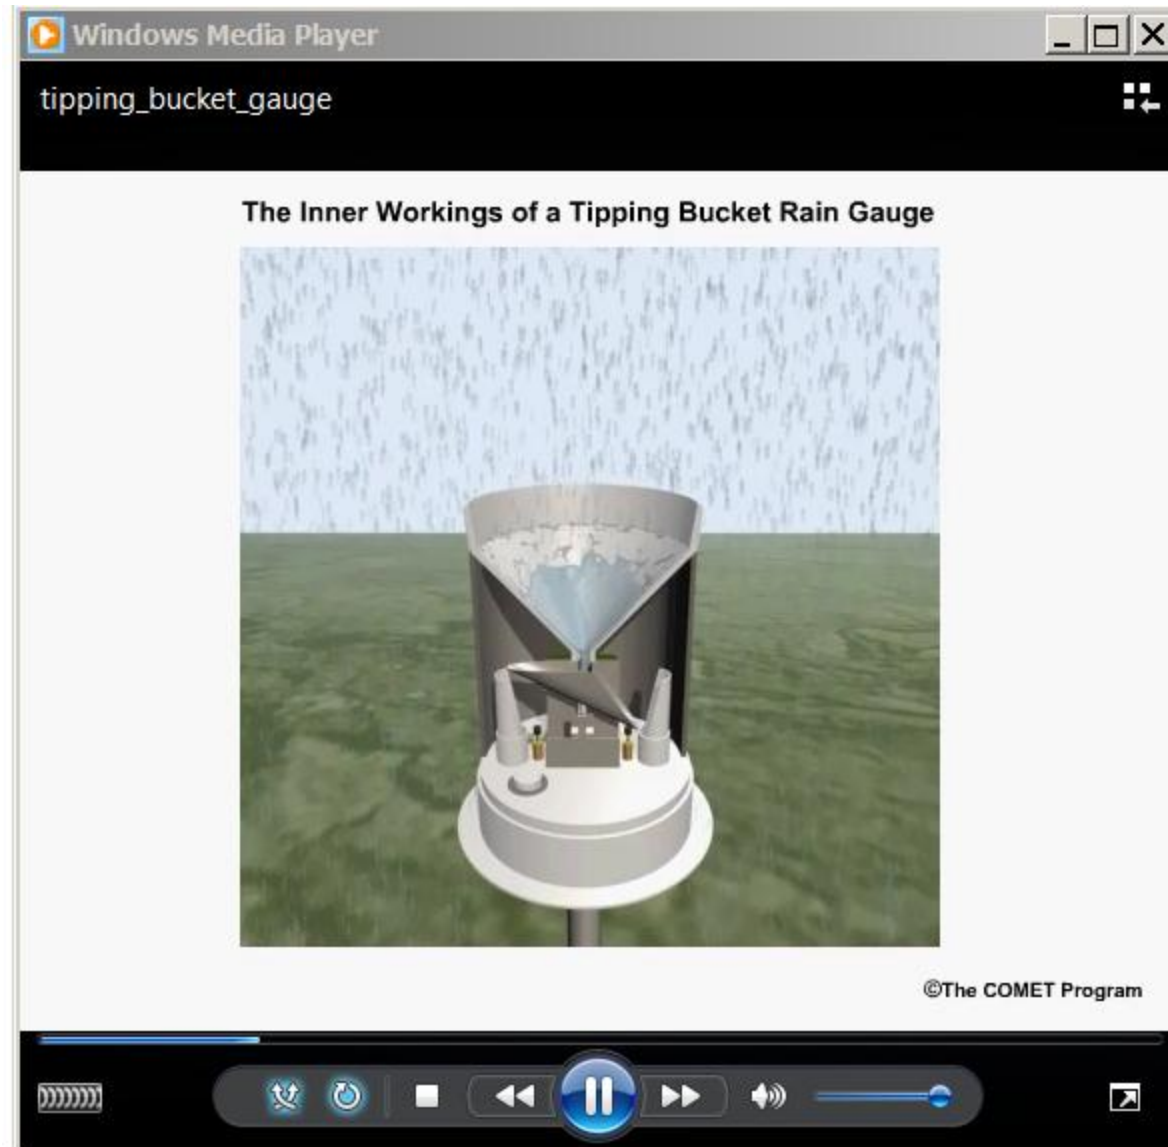 Windows Media Player
tipping_bucket_gauge
The Inner Workings of a Tipping Bucket Rain Gauge
©The COMET Program